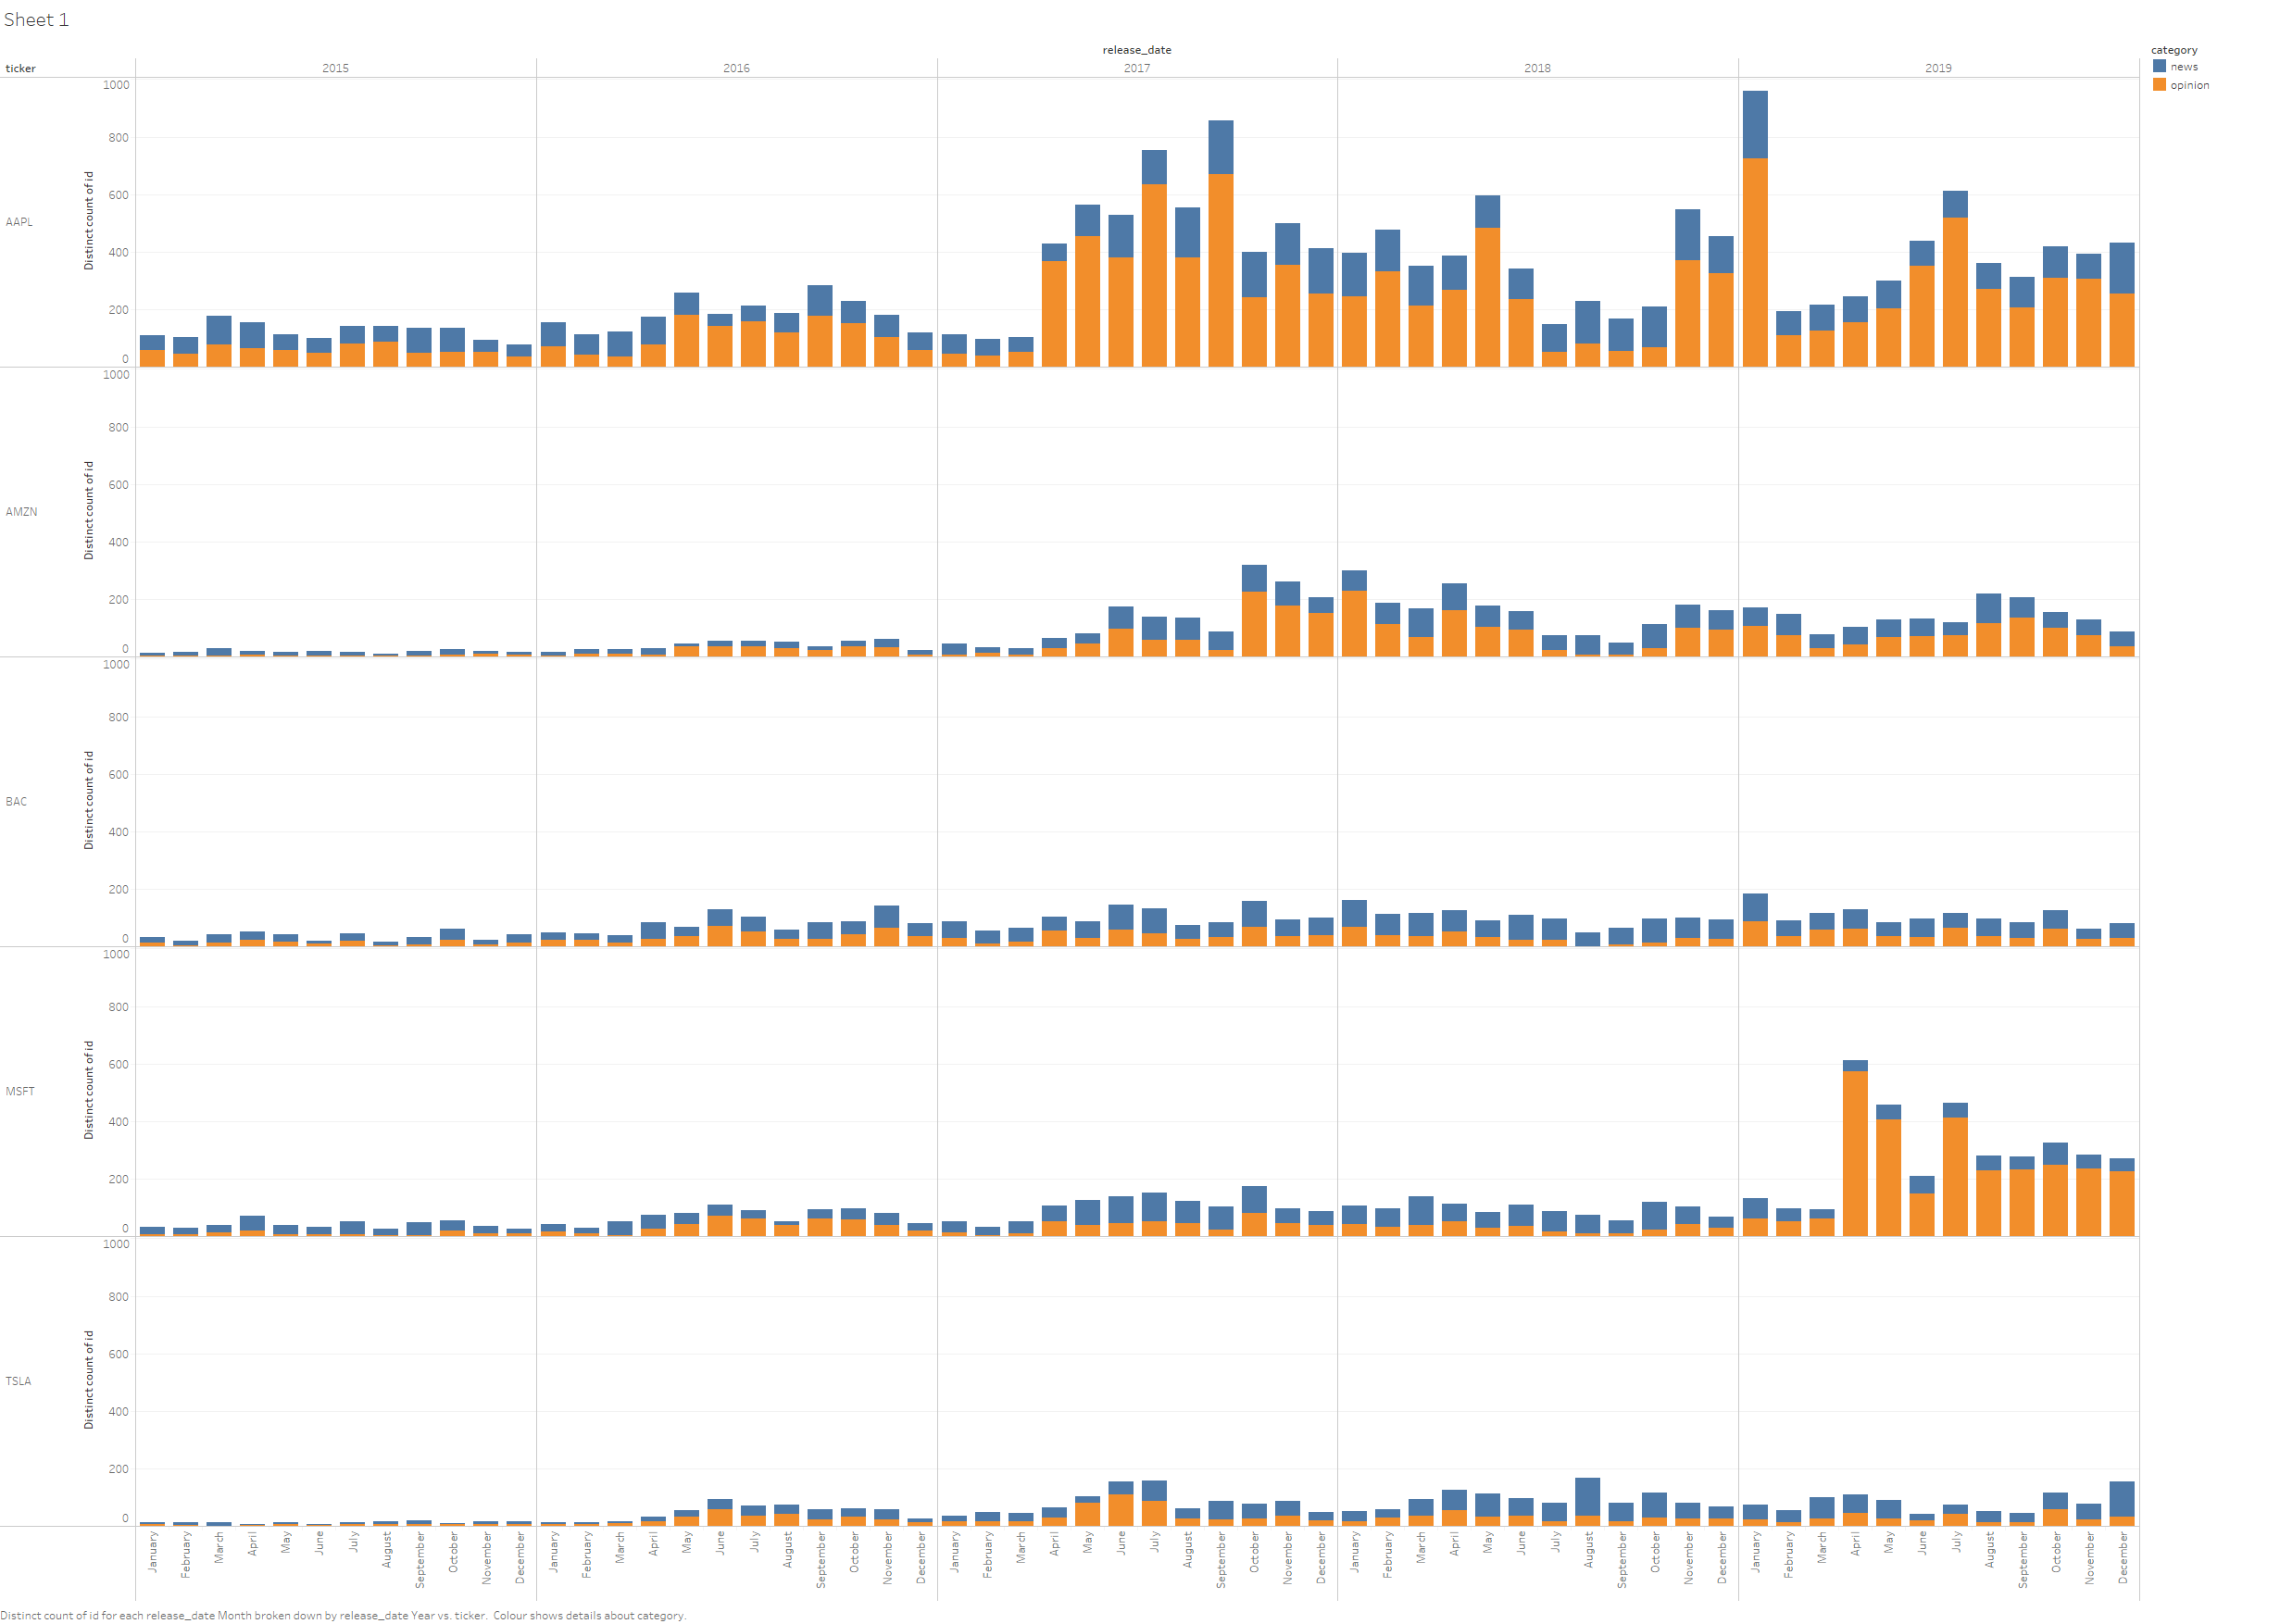 Sheet 1
release_date
category
ticker
2015 2016 2017 2018 2019
news
opinion
AAPL
Distinct count of id
1000
800
600
400
200
0
AMZN
Distinct count of id
1000
800
600
400
200
0
BAC
Distinct count of id
1000
800
600
400
200
0
MSFT
Distinct count of id
1000
800
600
400
200
0
TSLA
Distinct count of id
1000
800
600
400
200
0
January February March April May June July August September October November December January February March April May June July August September October November December January February March April May June July August September October November December January February March April May June July August September October November December January February March April May June July August September October November December
Distinct count of id for each release_date Month broken down by release_date Year vs. ticker. Colour shows details about category.